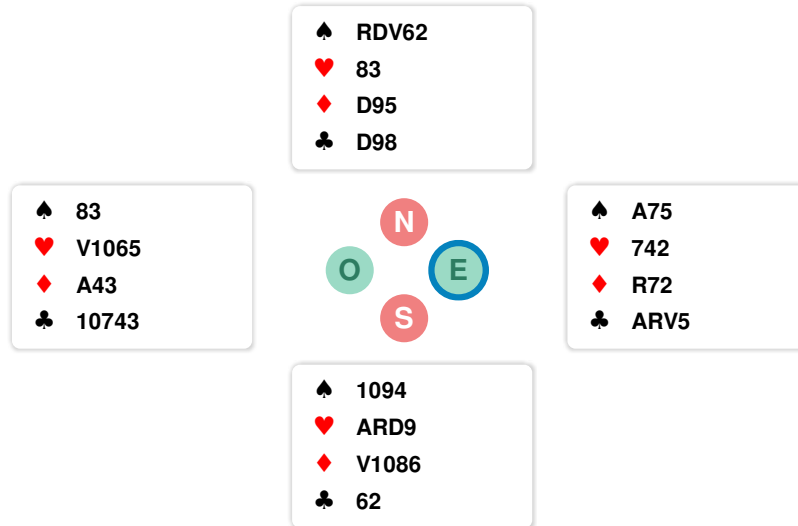 ♠ RDV62
♥ 83
♦ D95
♣ D98
♠ 83
♥ V1065
♦ A43
♣ 10743
N
O E
S
♠ A75
♥ 742
♦ R72
♣ ARV5
♠ 1094
♥ ARD9
♦ V1086
♣ 62